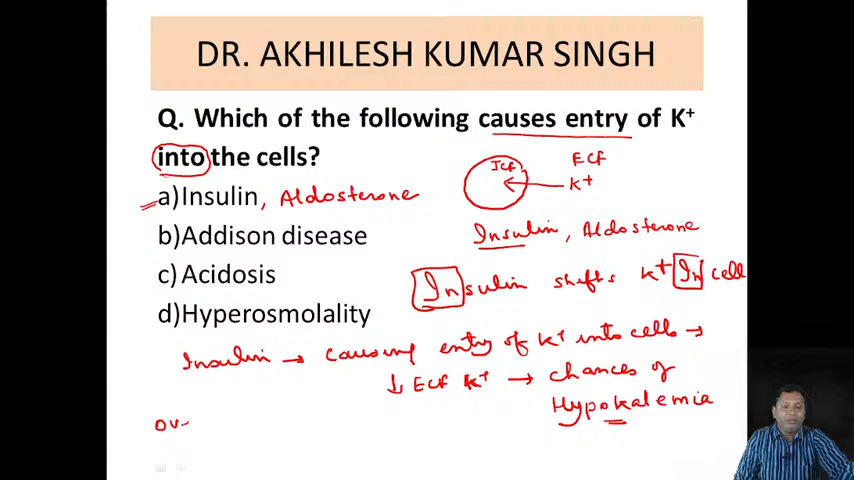 DR. AKHILESH KUMAR SINGH
Q. Which of the following causes entry of K+
into the cells?
ICF
ECF
K+
a)Insulin, Aldosterone
Insulin, Aldosterone
b)Addison disease
c)Acidosis
Insulin shifts K+ In cell
d)Hyperosmolality
Insulin → causing entry of K+ into cells →
↓ ECF K+ → chances of
Hypokalemia
ov